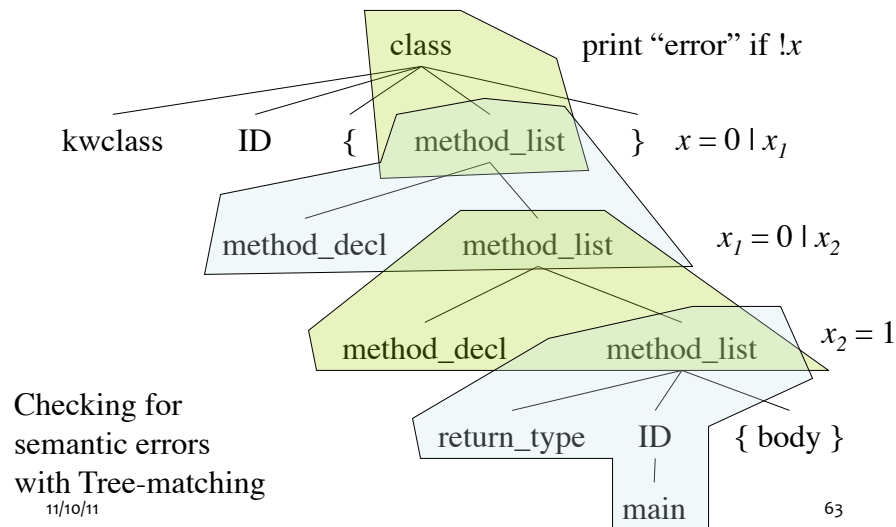 class
print “error” if !x
kwclass ID { method_list } x = 0 | x1
method_decl method_list x1 = 0 | x2
method_decl method_list x2 = 1
Checking for
semantic errors
with Tree-matching
return_type ID { body }
main
11/10/11
63